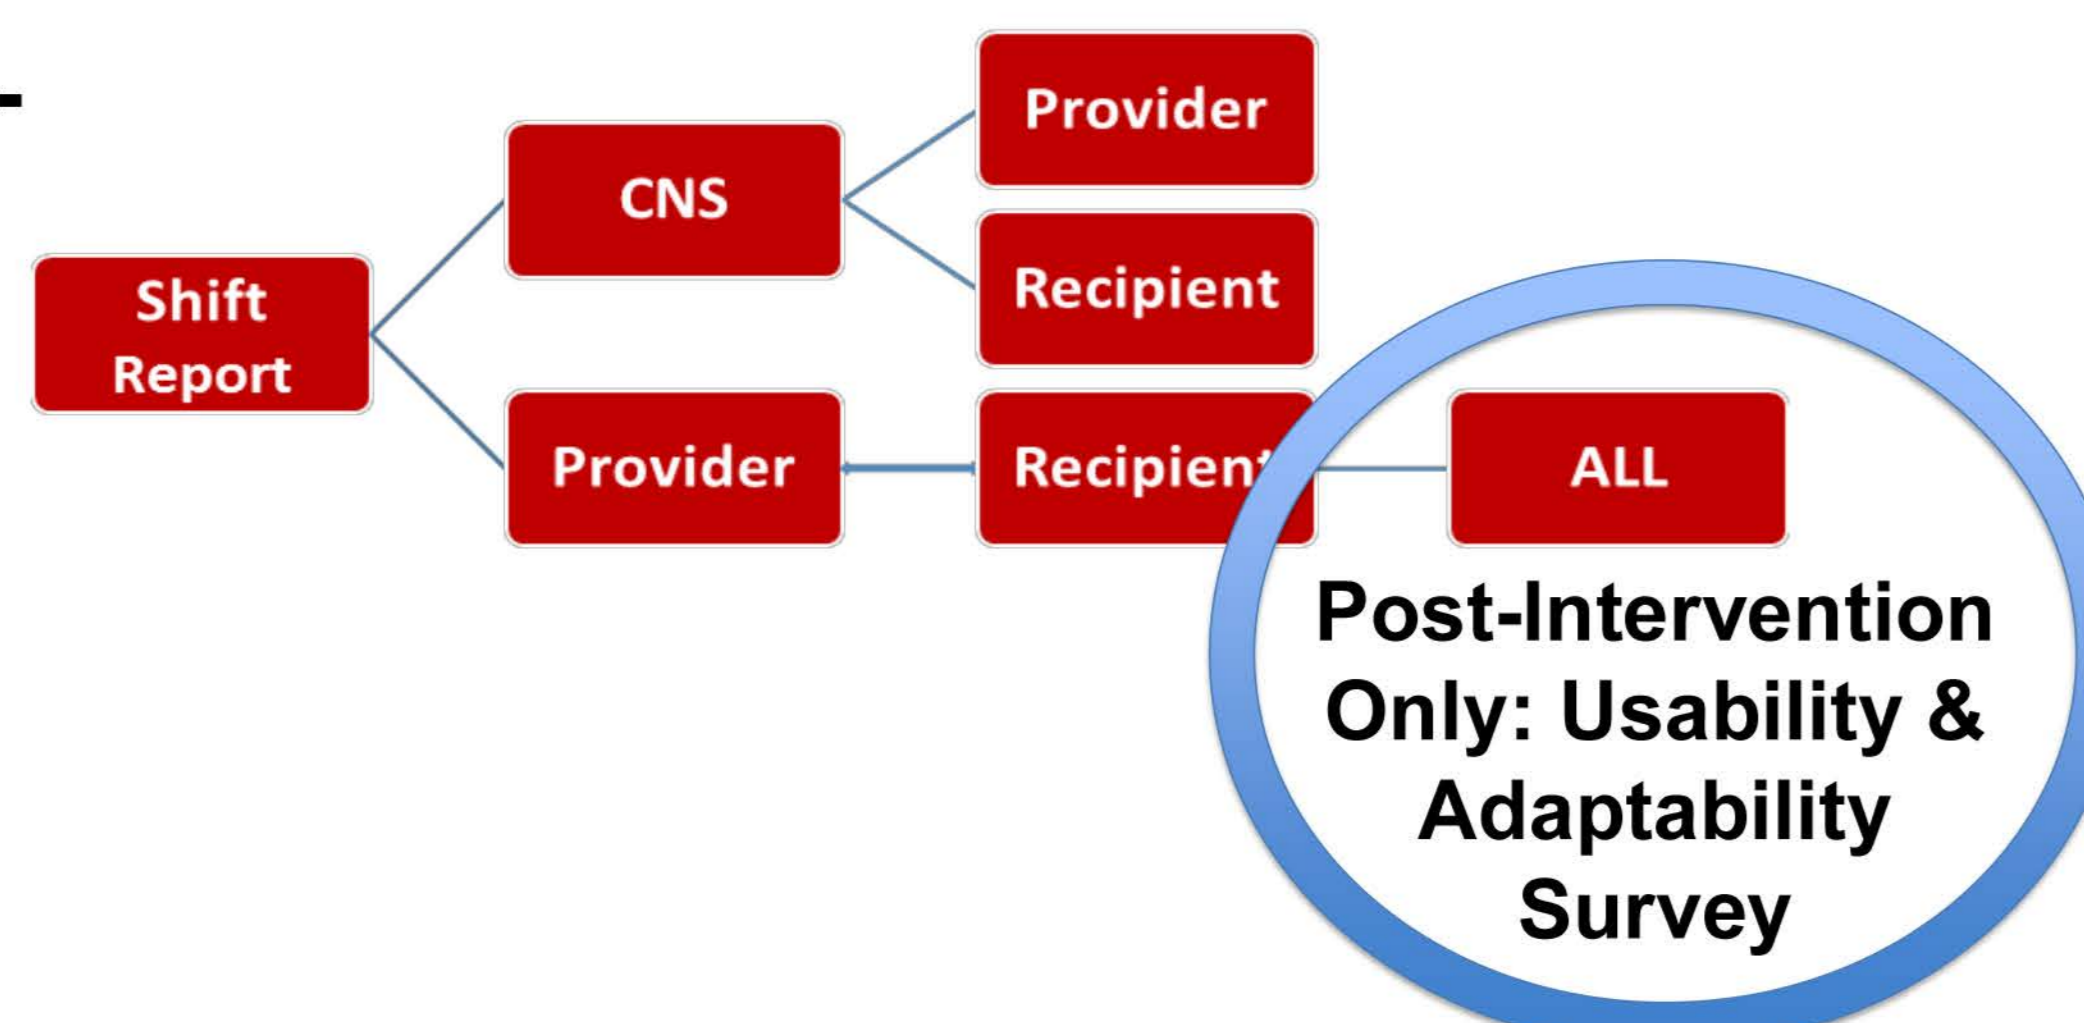 -
Provider
CNS
Recipient
Shift
Report
Provider
Recipient
ALL
Post-Intervention
Only: Usability &
Adaptability
Survey